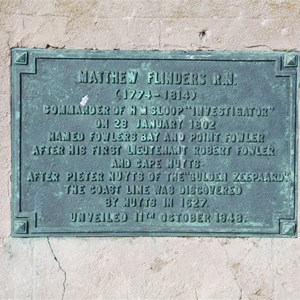 MATTHEW FLINDERS R.N.
(1774-1814)
COMMANDER OF H M SLOOP "INVESTIGATOR"
ON 28 JANUARY 1802
NAMED FOWLERS BAY AND POINT FOWLER
AFTER HIS FIRST LIEUTENANT ROBERT FOWLER
AND CAPE NUYTS
AFTER PIETER NUYTS OF THE "GULDEN ZEEPAARD"
THE COAST LINE WAS DISCOVERED
BY NUYTS IN 1627.
UNVEILED 11TH OCTOBER 1948.